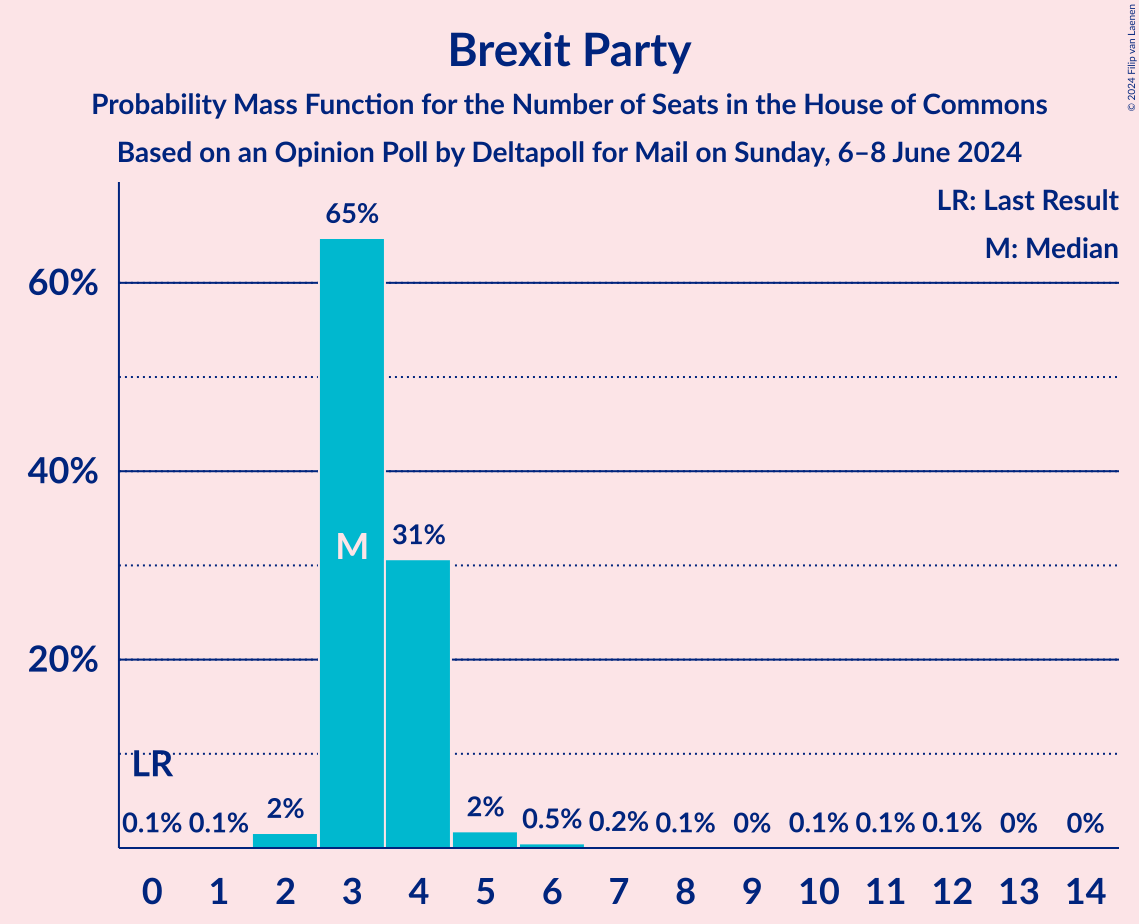 Brexit Party
Probability Mass Function for the Number of Seats in the House of Commons
Based on an Opinion Poll by Deltapoll for Mail on Sunday, 6–8 June 2024
© 2024 Filip van Laenen
LR: Last Result
M: Median
65%
60%
40%
31%
M
20%
LR
0.1% 0.1% 2% 2% 0.5% 0.2% 0.1% 0% 0.1% 0.1% 0.1% 0% 0%
0 1 2 3 4 5 6 7 8 9 10 11 12 13 14